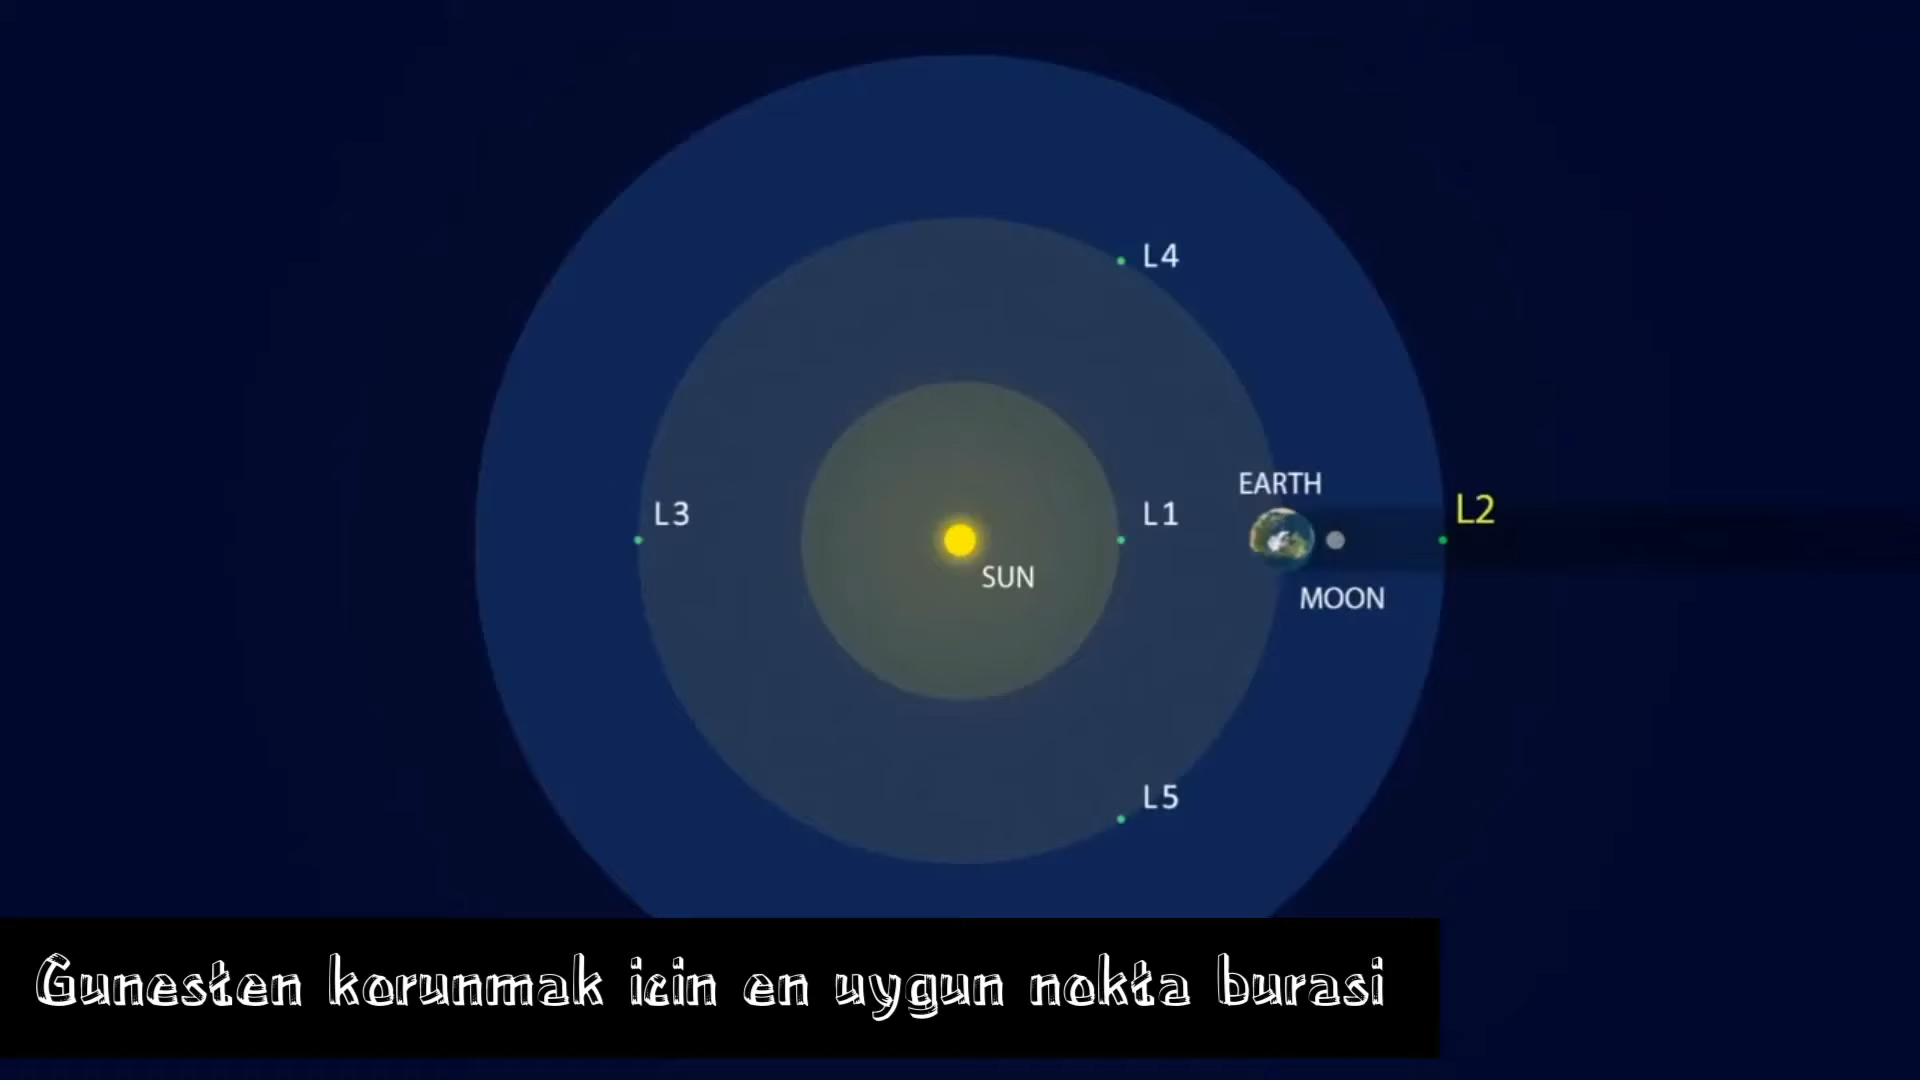 L4
EARTH
L3
L1
L2
SUN
MOON
L5
Gunesten korunmak icin en uygun nokta burasi